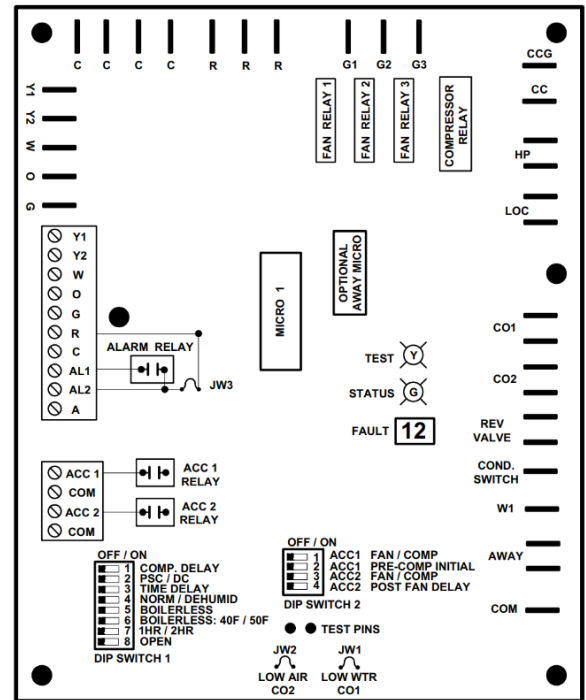 C C C C R R R G1 G2 G3
CCG
CC
HP
LOC
Y1
Y2
W
O
G
FAN RELAY 1
FAN RELAY 2
FAN RELAY 3
COMPRESSOR
RELAY
Y1
Y2
W
O
G
R
C
AL1
AL2
A
ALARM RELAY
JW3
MICRO 1
OPTIONAL
AWAY MICRO
TEST Y
STATUS G
FAULT 12
CO1
CO2
REV
VALVE
COND.
SWITCH
W1
AWAY
COM
ACC 1
COM
ACC 2
COM
ACC 1
RELAY
ACC 2
RELAY
OFF / ON
1 COMP. DELAY
2 PSC / DC
3 TIME DELAY
4 NORM / DEHUMID
5 BOILERLESS
6 BOILERLESS: 40F / 50F
7 1HR / 2HR
8 OPEN
DIP SWITCH 1
OFF / ON
1 ACC1 FAN / COMP
2 ACC1 PRE-COMP INITIAL
3 ACC2 FAN / COMP
4 ACC2 POST FAN DELAY
DIP SWITCH 2
TEST PINS
JW2
LOW AIR
CO2
JW1
LOW WTR
CO1